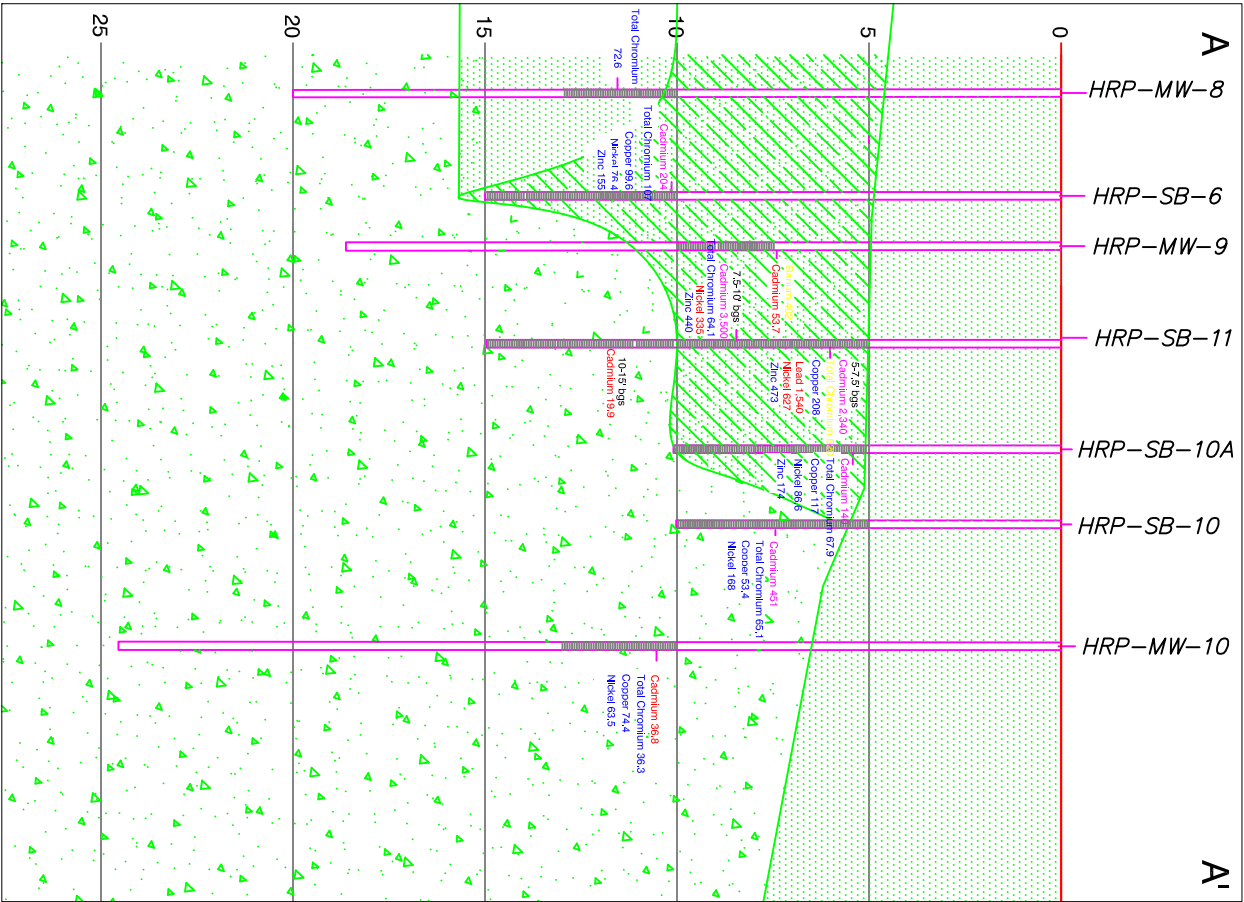 A
A'
HRP-MW-8
HRP-SB-6
HRP-MW-9
HRP-SB-11
HRP-SB-10A
HRP-SB-10
HRP-MW-10
0
5
10
15
20
25
Total Chromium
72.6
Cadmium 204
Total Chromium 107
Copper 99.6
Nickel 76.4
Zinc 155
Cadmium 53.7
7.5-10' bgs
Cadmium 3,500
Total Chromium 64.1
Nickel 335
Zinc 440
5-7.5' bgs
Cadmium 2,340
Total Chromium
Copper 208
Lead 1,540
Nickel 627
Zinc 473
10-15' bgs
Cadmium 19.9
Cadmium
Total Chromium 67.9
Copper 117
Nickel 86.6
Zinc 174
Cadmium 451
Total Chromium 65.1
Copper 53.4
Nickel 168
Cadmium 36.8
Total Chromium 36.3
Copper 74.4
Nickel 63.5